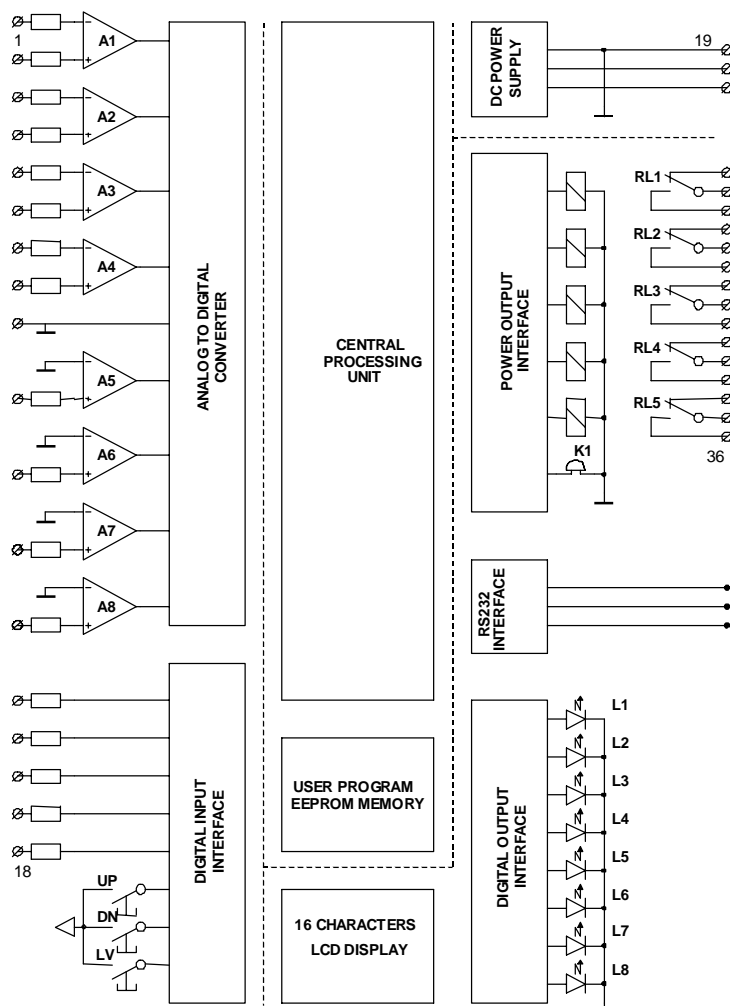 1
A1
A2
A3
A4
A5
A6
A7
A8
ANALOG TO DIGITAL
CONVERTER
−
+
−
+
−
+
−
+
−
+
−
+
−
+
−
+
18
UP
DN
LV
DIGITAL INPUT
INTERFACE
CENTRAL
PROCESSING
UNIT
USER PROGRAM
EEPROM MEMORY
16 CHARACTERS
LCD DISPLAY
DC POWER
SUPPLY
19
POWER OUTPUT
INTERFACE
K1
RL1
RL2
RL3
RL4
RL5
36
RS232
INTERFACE
DIGITAL OUTPUT
INTERFACE
L1
L2
L3
L4
L5
L6
L7
L8